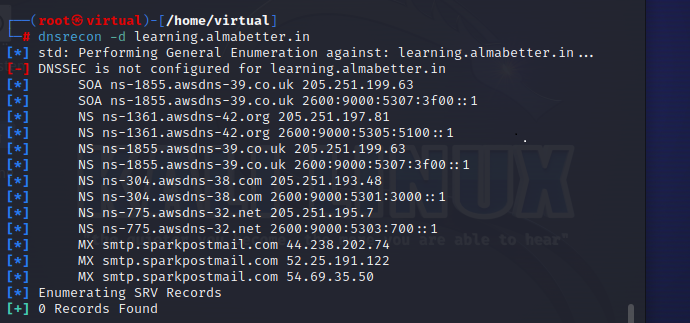 ┌──(root㉿virtual)-[/home/virtual]
└─# dnsrecon -d learning.almabetter.in
[*] std: Performing General Enumeration against: learning.almabetter.in...
[-] DNSSEC is not configured for learning.almabetter.in
[*] SOA ns-1855.awsdns-39.co.uk 205.251.199.63
[*] SOA ns-1855.awsdns-39.co.uk 2600:9000:5307:3f00::1
[*] NS ns-1361.awsdns-42.org 205.251.197.81
[*] NS ns-1361.awsdns-42.org 2600:9000:5305:5100::1
[*] NS ns-1855.awsdns-39.co.uk 205.251.199.63
[*] NS ns-1855.awsdns-39.co.uk 2600:9000:5307:3f00::1
[*] NS ns-304.awsdns-38.com 205.251.193.48
[*] NS ns-304.awsdns-38.com 2600:9000:5301:3000::1
[*] NS ns-775.awsdns-32.net 205.251.195.7
[*] NS ns-775.awsdns-32.net 2600:9000:5303:700::1
[*] MX smtp.sparkpostmail.com 44.238.202.74
[*] MX smtp.sparkpostmail.com 52.25.191.122
[*] MX smtp.sparkpostmail.com 54.69.35.50
[*] Enumerating SRV Records
[+] 0 Records Found
you are able to hear"